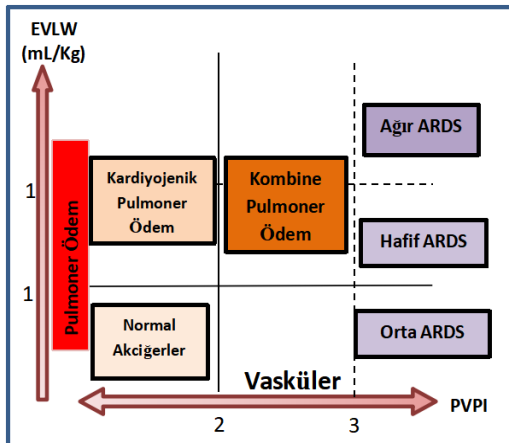 EVLW
(mL/Kg)
Ağır ARDS
Kardiyojenik
Pulmoner
Ödem
Kombine
Pulmoner
Ödem
1
Pulmoner Ödem
Hafif ARDS
1
Normal
Akciğerler
Orta ARDS
Vasküler
PVPI
2
3